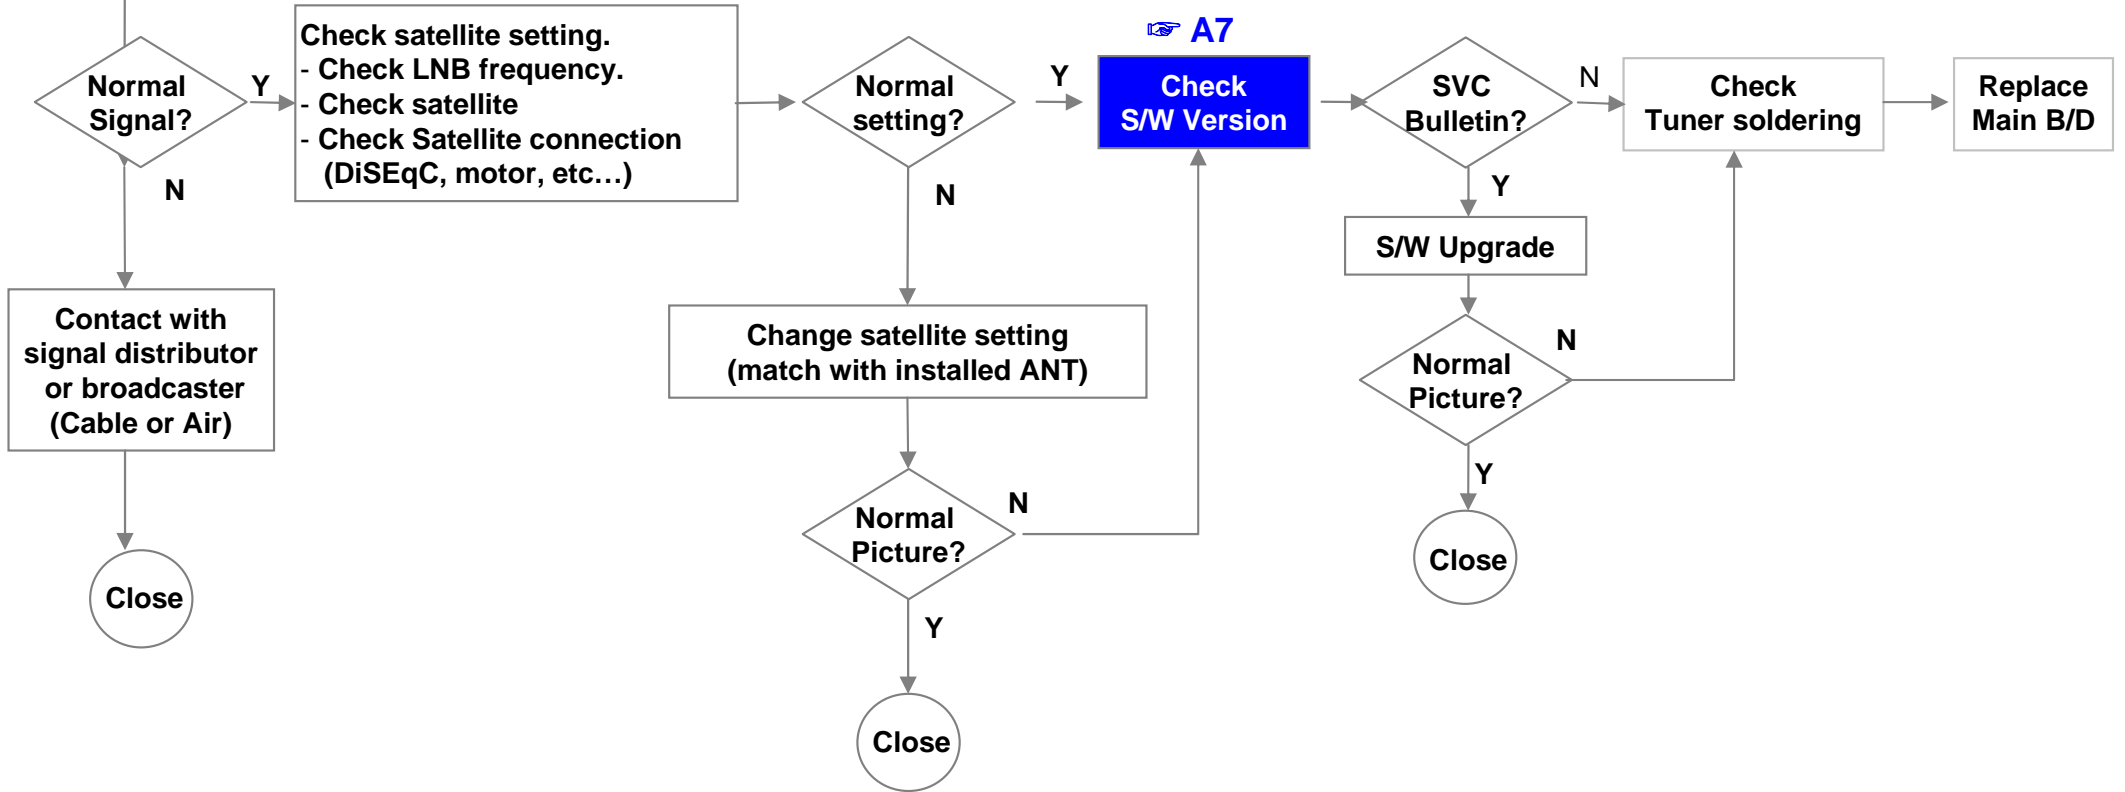 Normal
Signal?
Y
N
Check satellite setting.
- Check LNB frequency.
- Check satellite
- Check Satellite connection
(DiSEqC, motor, etc…)
Contact with
signal distributor
or broadcaster
(Cable or Air)
Close
Normal
setting?
Y
N
Change satellite setting
(match with installed ANT)
Normal
Picture?
N
Y
Close
☞ A7
Check
S/W Version
SVC
Bulletin?
N
Y
S/W Upgrade
Normal
Picture?
N
Y
Close
Check
Tuner soldering
Replace
Main B/D